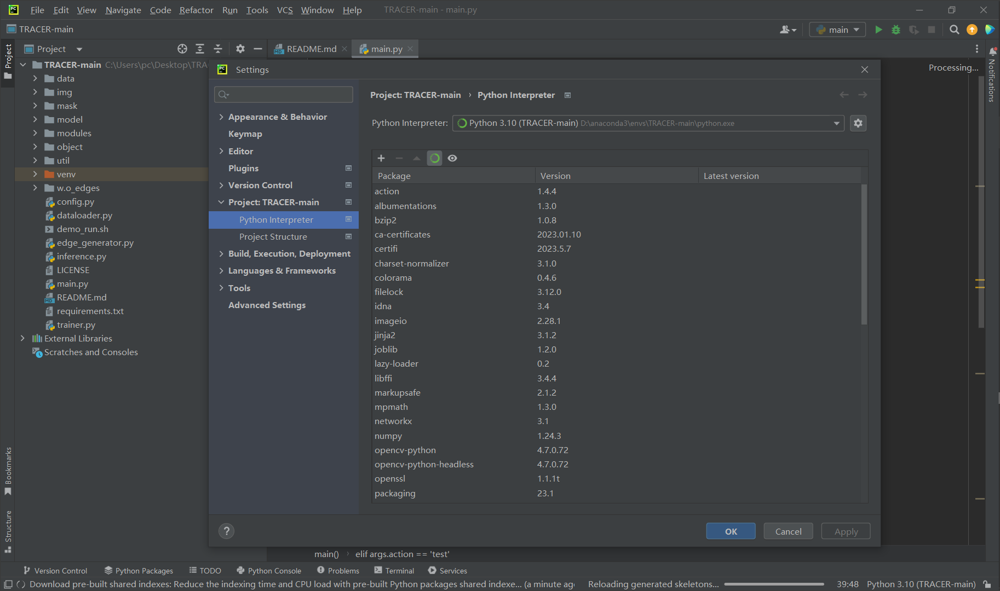 File Edit View Navigate Code Refactor Run Tools VCS Window Help TRACER-main - main.py
TRACER-main
main
Project
README.md
main.py
TRACER-main C:\Users\pc\Desktop\TRA
data
img
mask
model
modules
object
util
venv
w.o_edges
config.py
dataloader.py
demo_run.sh
edge_generator.py
inference.py
LICENSE
main.py
README.md
requirements.txt
trainer.py
External Libraries
Scratches and Consoles
Project
Bookmarks
Structure
Settings
Appearance & Behavior
Keymap
Editor
Plugins
Version Control
Project: TRACER-main
Python Interpreter
Project Structure
Build, Execution, Deployment
Languages & Frameworks
Tools
Advanced Settings
Project: TRACER-main › Python Interpreter
Python Interpreter: Python 3.10 (TRACER-main) D:\anaconda3\envs\TRACER-main\python.exe
Package Version Latest version
action 1.4.4
albumentations 1.3.0
bzip2 1.0.8
ca-certificates 2023.01.10
certifi 2023.5.7
charset-normalizer 3.1.0
colorama 0.4.6
filelock 3.12.0
idna 3.4
imageio 2.28.1
jinja2 3.1.2
joblib 1.2.0
lazy-loader 0.2
libffi 3.4.4
markupsafe 2.1.2
mpmath 1.3.0
networkx 3.1
numpy 1.24.3
opencv-python 4.7.0.72
opencv-python-headless 4.7.0.72
openssl 1.1.1t
packaging 23.1
?
OK Cancel Apply
Processing...
Notifications
main() › elif args.action == 'test'
Version Control Python Packages TODO Python Console Problems Terminal Services
Download pre-built shared indexes: Reduce the indexing time and CPU load with pre-built Python packages shared indexe... (a minute ago Reloading generated skeletons... 39:48 Python 3.10 (TRACER-main)